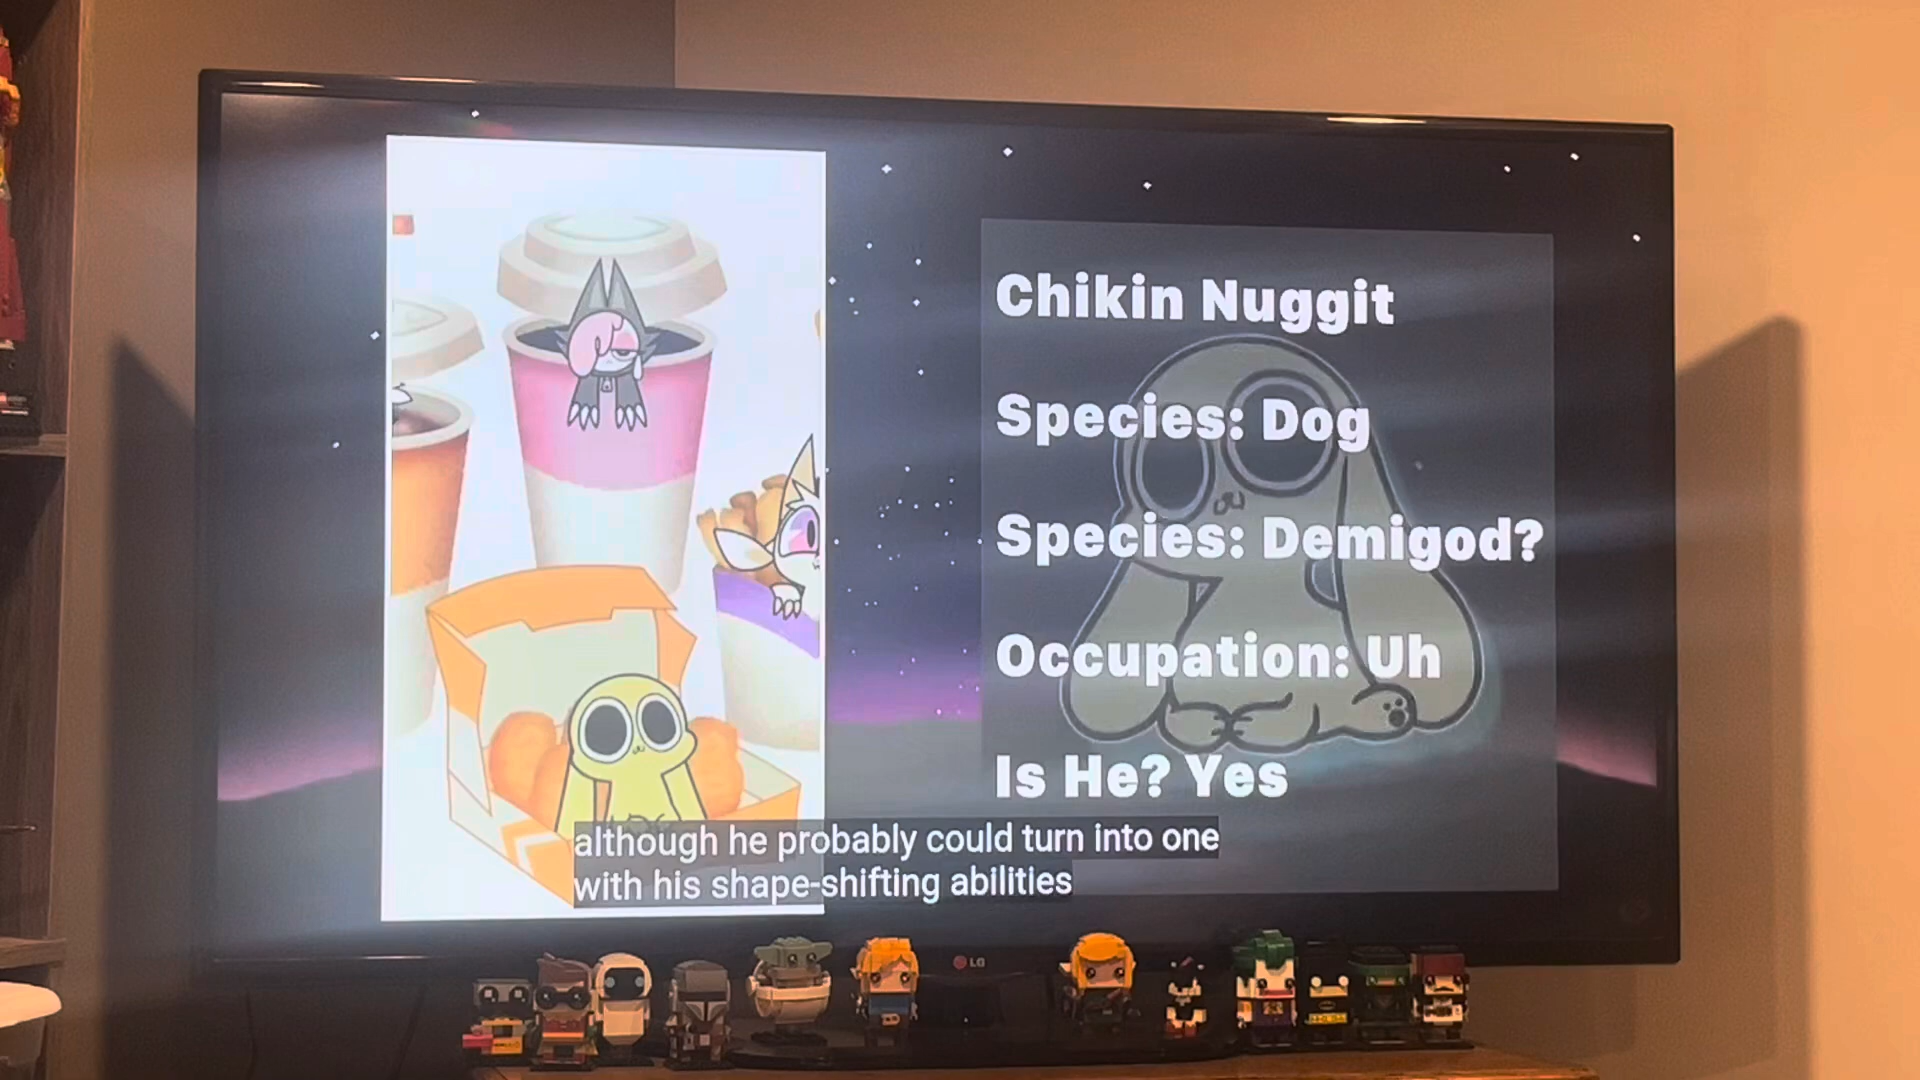 Chikin Nuggit
Species: Dog
Species: Demigod?
Occupation: Uh
Is He? Yes
although he probably could turn into one
with his shape-shifting abilities
LG